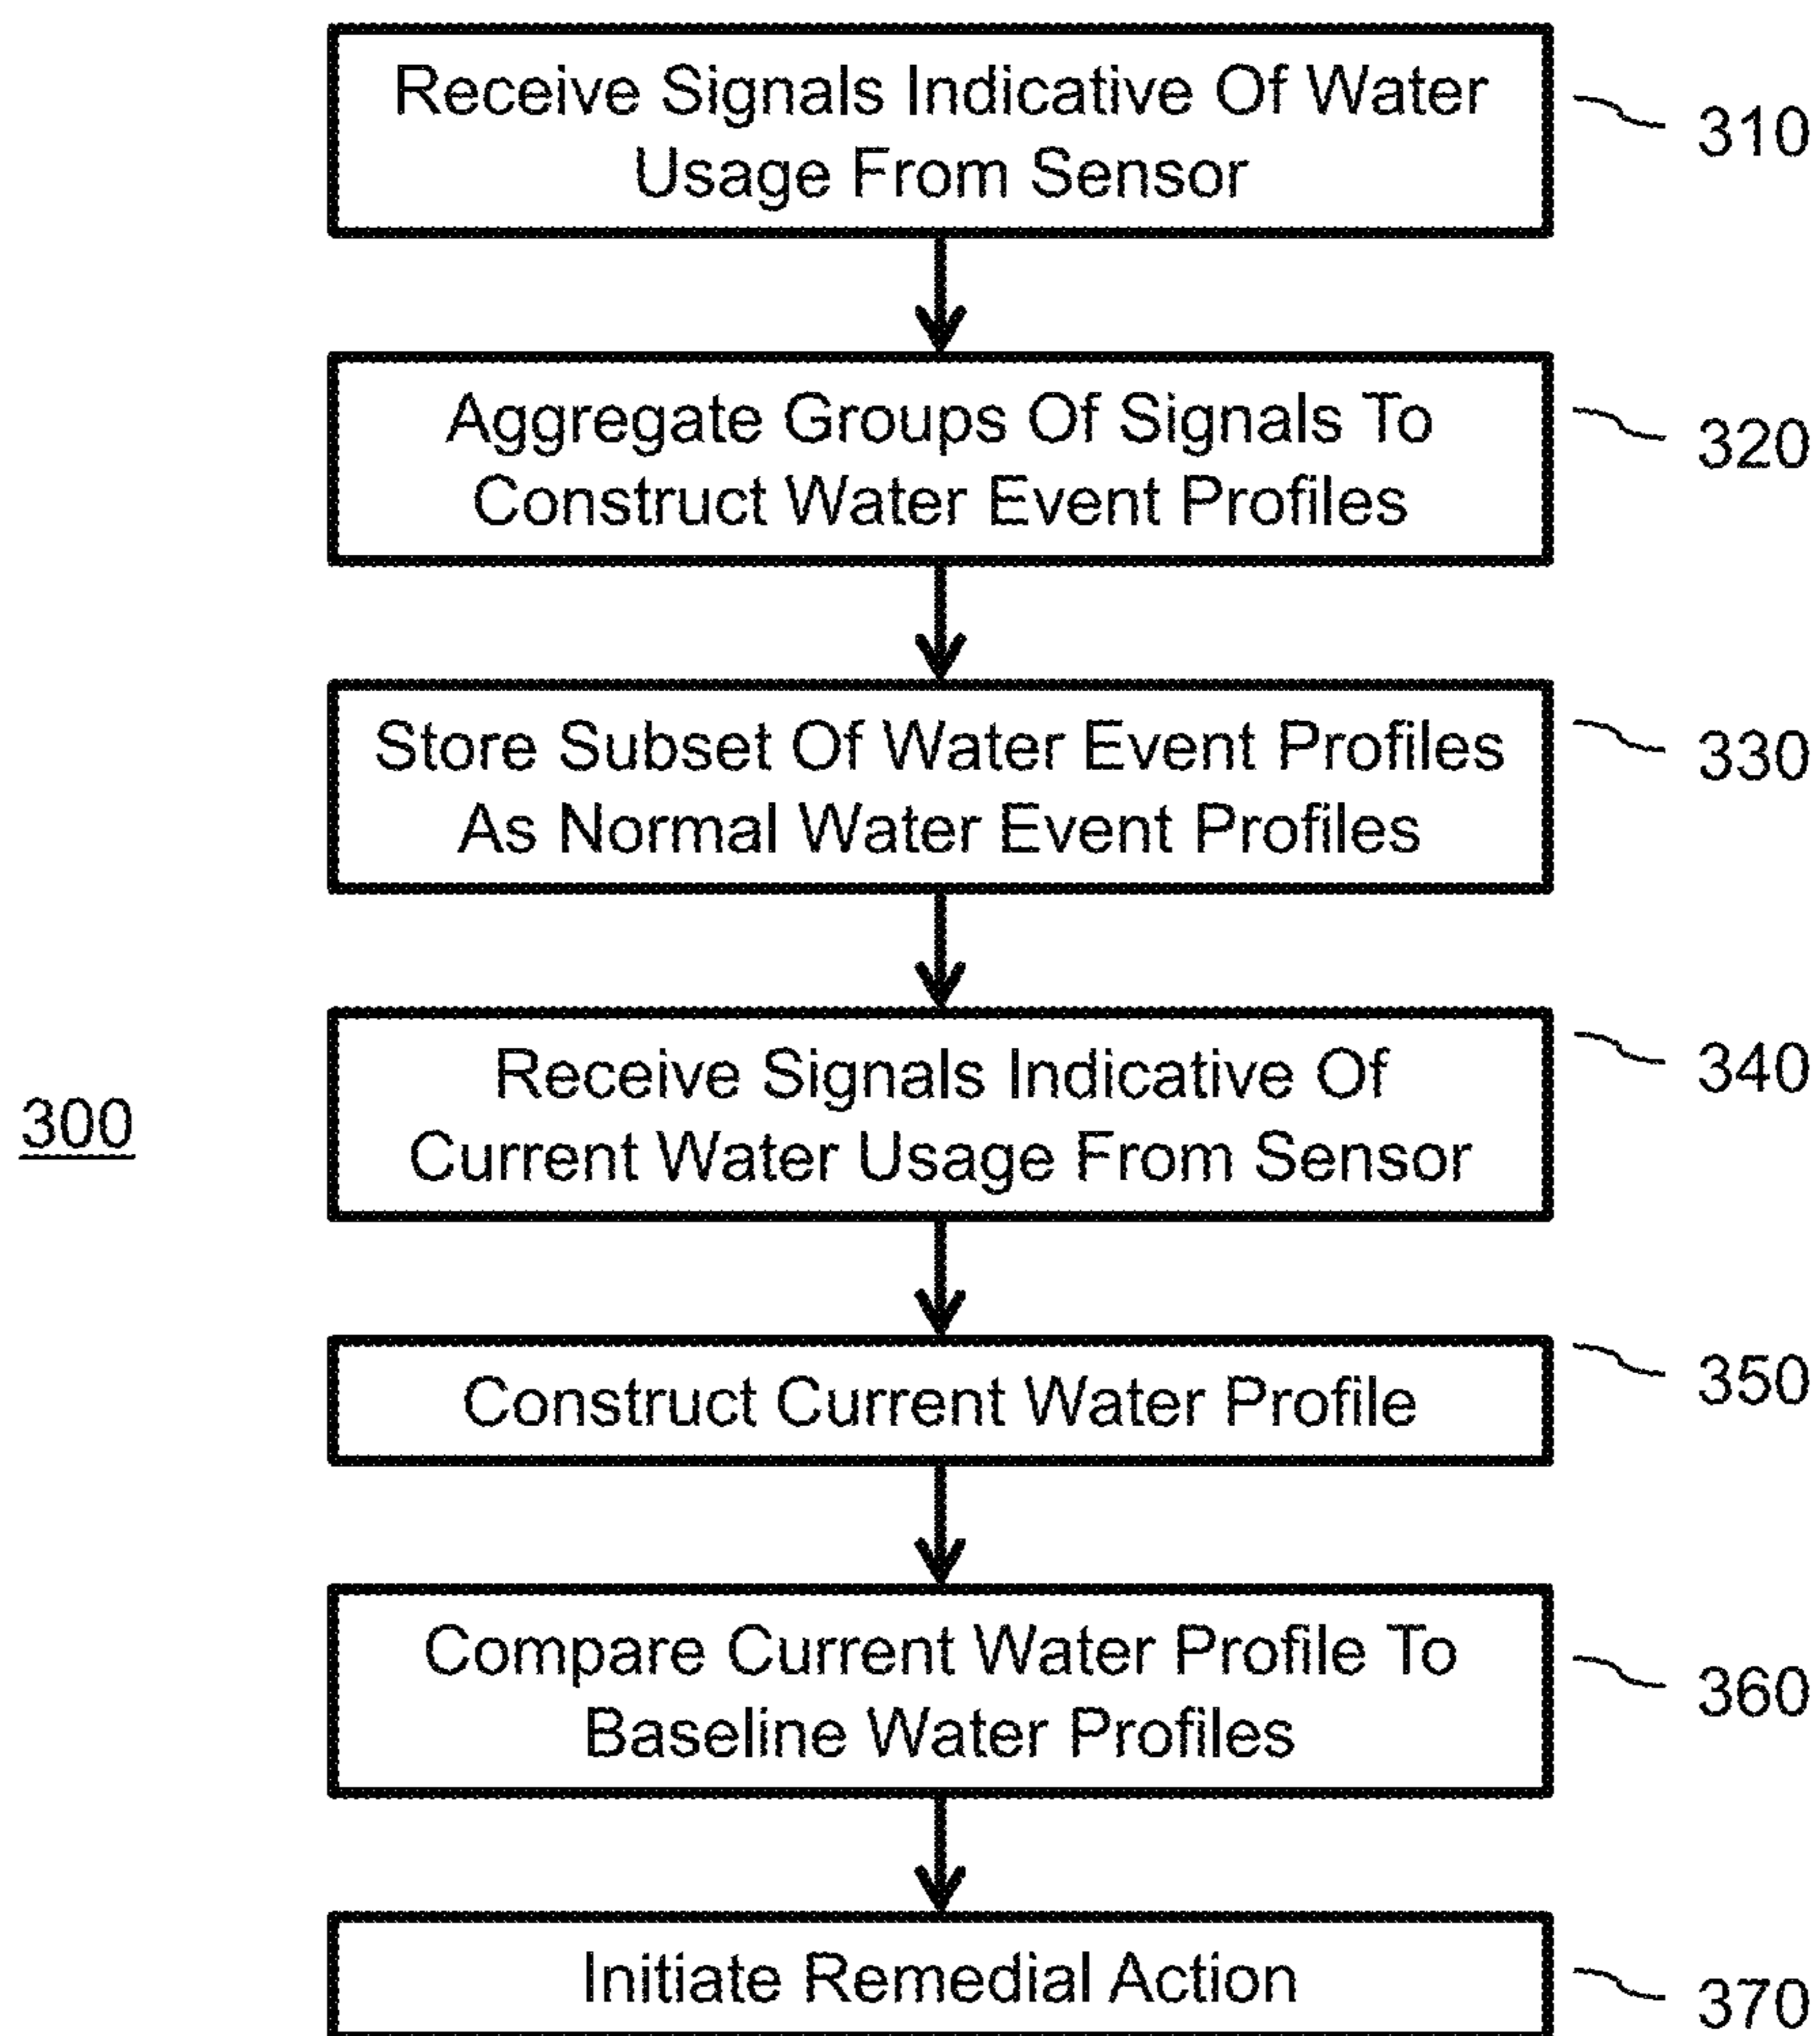 Receive Signals Indicative Of Water
Usage From Sensor
310
Aggregate Groups Of Signals To
Construct Water Event Profiles
320
Store Subset Of Water Event Profiles
As Normal Water Event Profiles
330
Receive Signals Indicative Of
Current Water Usage From Sensor
340
300
Construct Current Water Profile
350
Compare Current Water Profile To
Baseline Water Profiles
360
Initiate Remedial Action
370